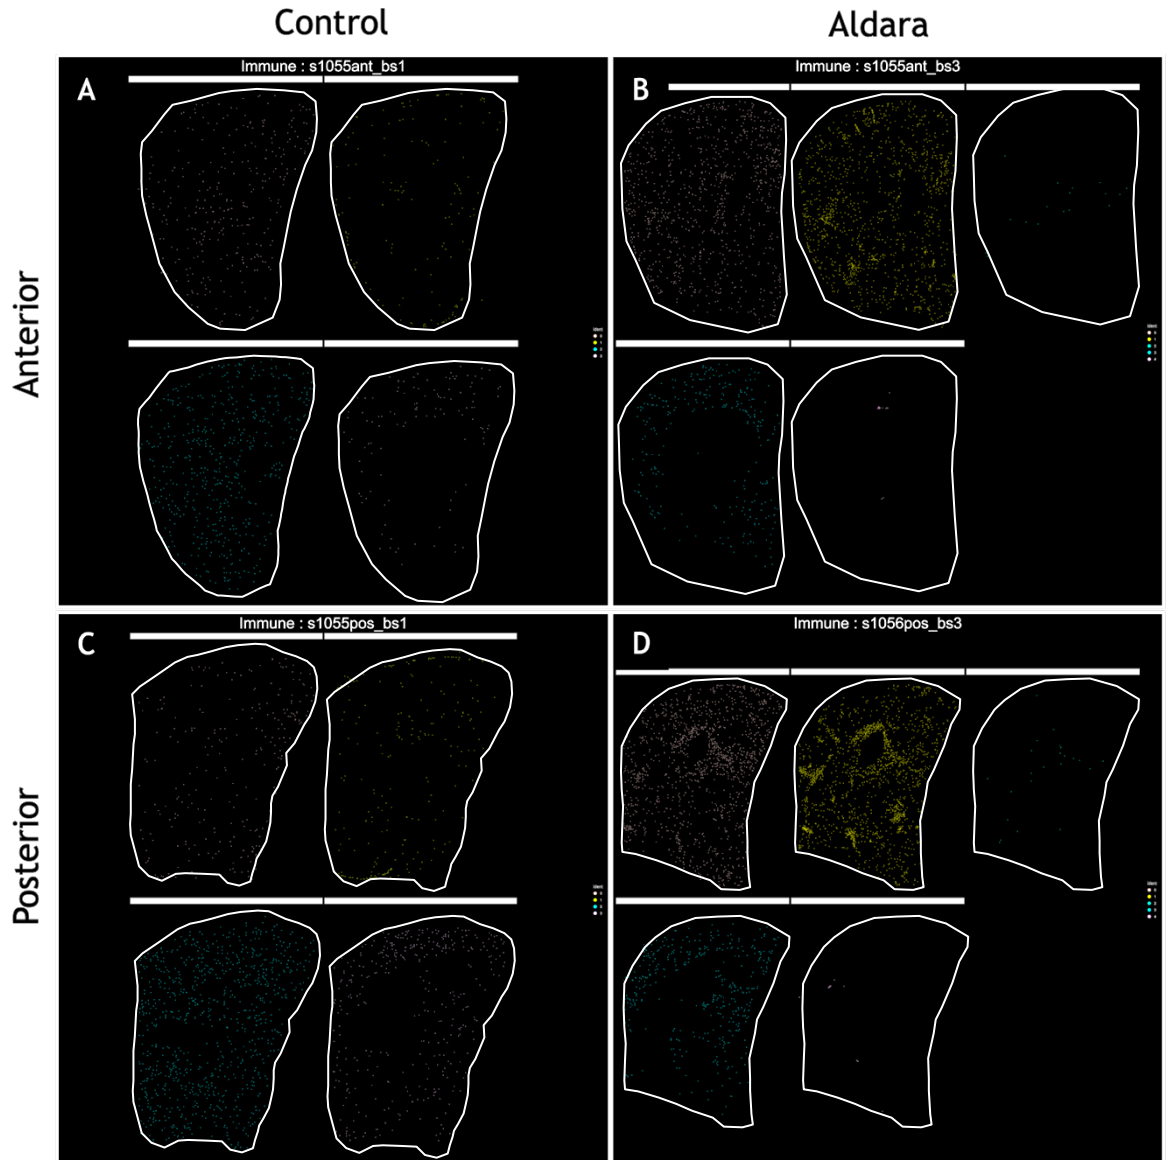 Control
Aldara
Anterior
Posterior
A
Immune : s1055ant_bs1
B
Immune : s1055ant_bs3
C
Immune : s1055pos_bs1
D
Immune : s1056pos_bs3